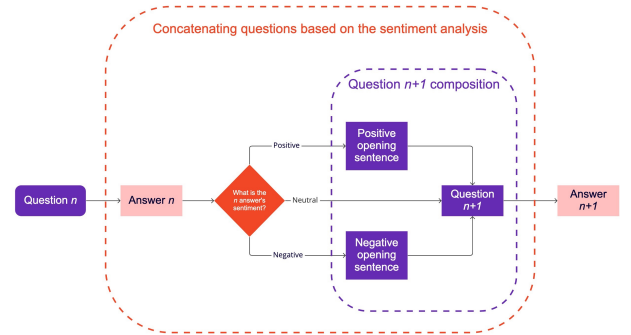 Concatenating questions based on the sentiment analysis
Question n+1 composition
Positive
Positive
opening
sentence
Question n
Answer n
What is the
n answer's
sentiment?
Neutral
Question
n+1
Answer
n+1
Negative
Negative
opening
sentence